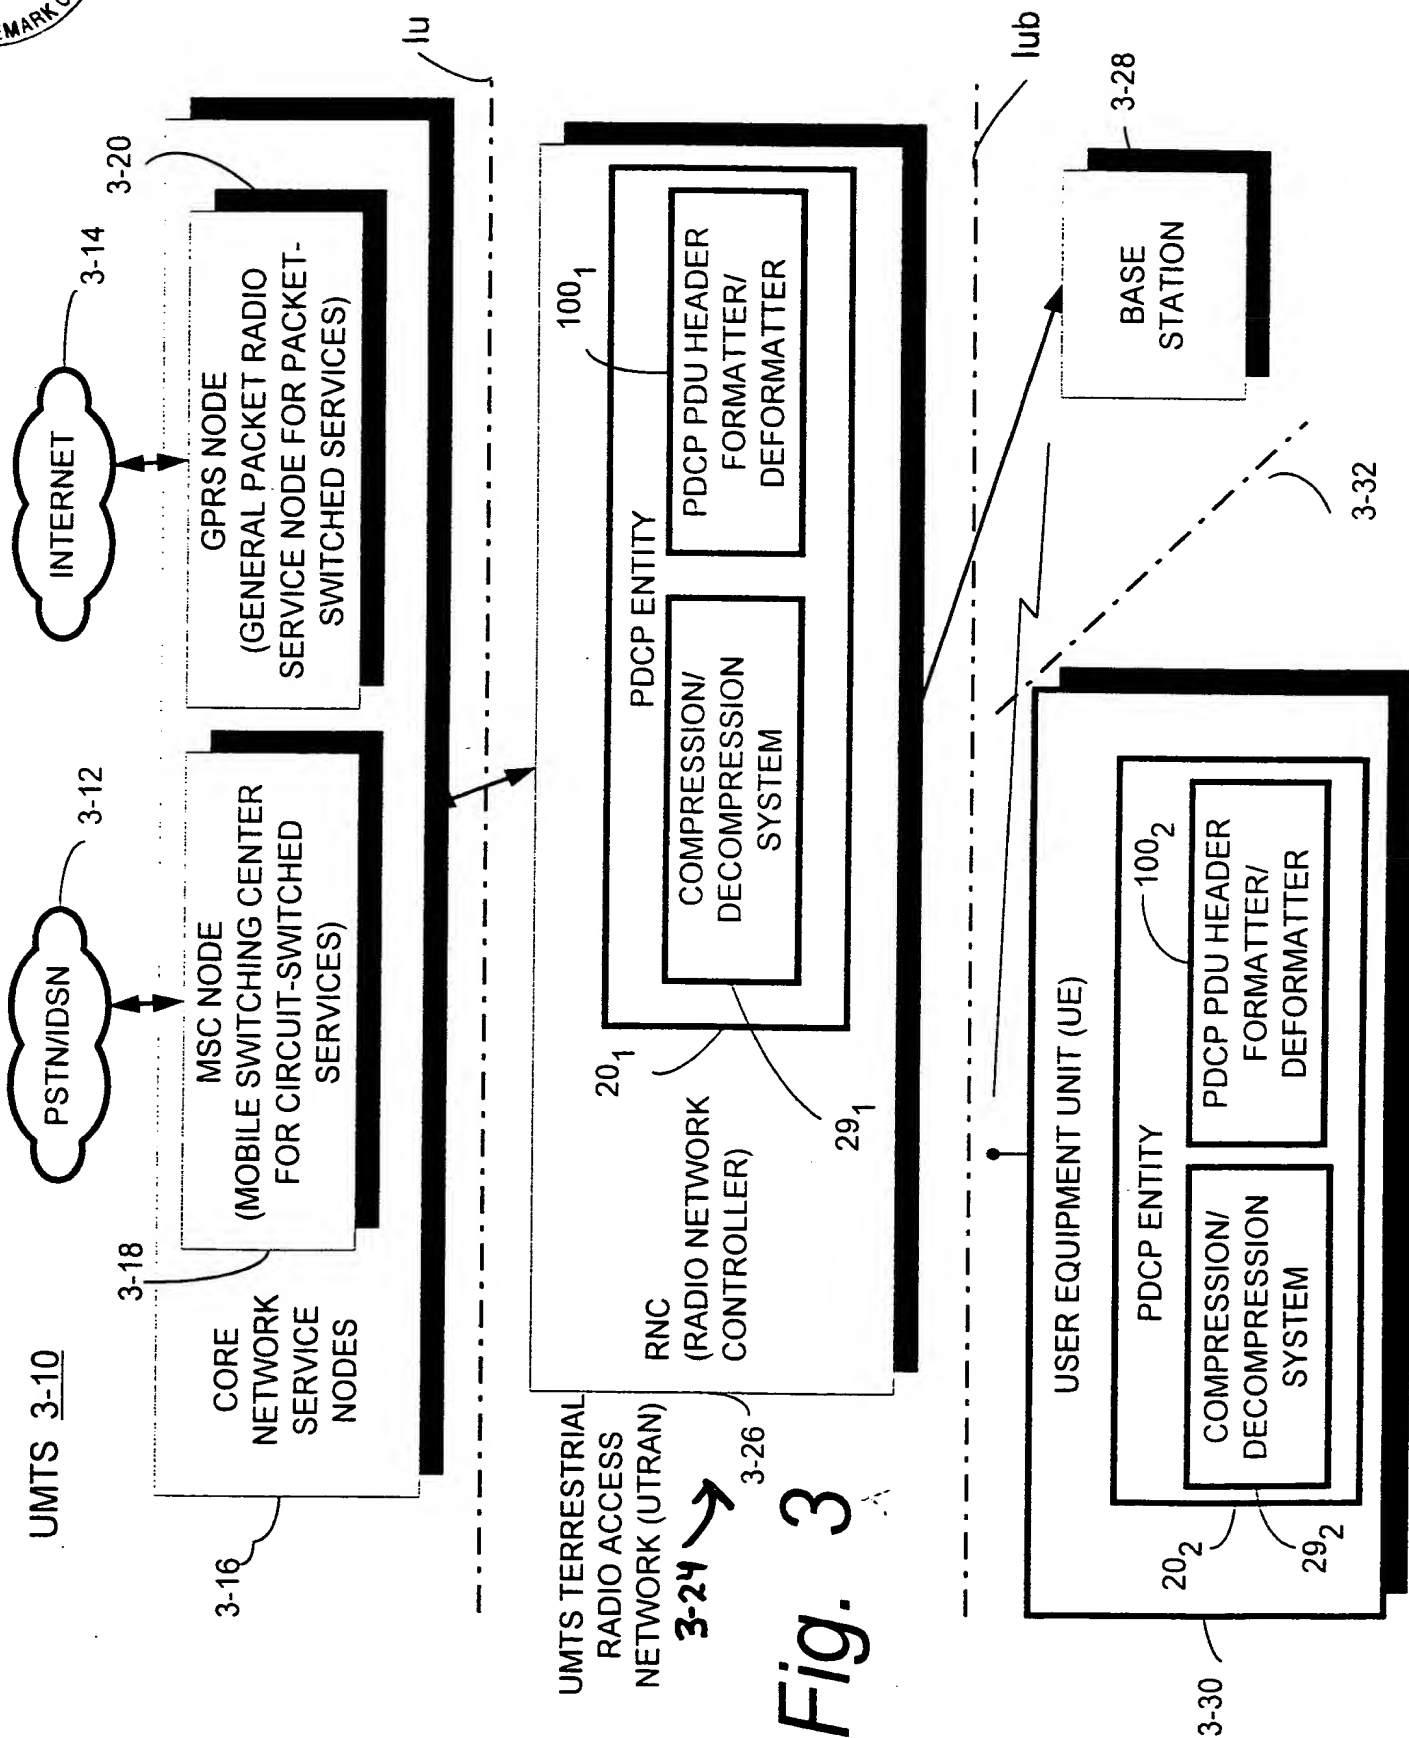 EMARK
UMTS 3-10
PSTN/IDSN
3-12
INTERNET
3-14
3-16
CORE
NETWORK
SERVICE
NODES
3-18
MSC NODE
(MOBILE SWITCHING CENTER
FOR CIRCUIT-SWITCHED
SERVICES)
3-20
GPRS NODE
(GENERAL PACKET RADIO
SERVICE NODE FOR PACKET-
SWITCHED SERVICES)
Iu
UMTS TERRESTRIAL
RADIO ACCESS
NETWORK (UTRAN)
3-24
3-26
RNC
(RADIO NETWORK
CONTROLLER)
20₁
29₁
PDCP ENTITY
COMPRESSION/
DECOMPRESSION
SYSTEM
100₁
PDCP PDU HEADER
FORMATTER/
DEFORMATTER
Iub
Fig. 3
3-28
BASE
STATION
3-32
3-30
USER EQUIPMENT UNIT (UE)
20₂
29₂
PDCP ENTITY
COMPRESSION/
DECOMPRESSION
SYSTEM
100₂
PDCP PDU HEADER
FORMATTER/
DEFORMATTER